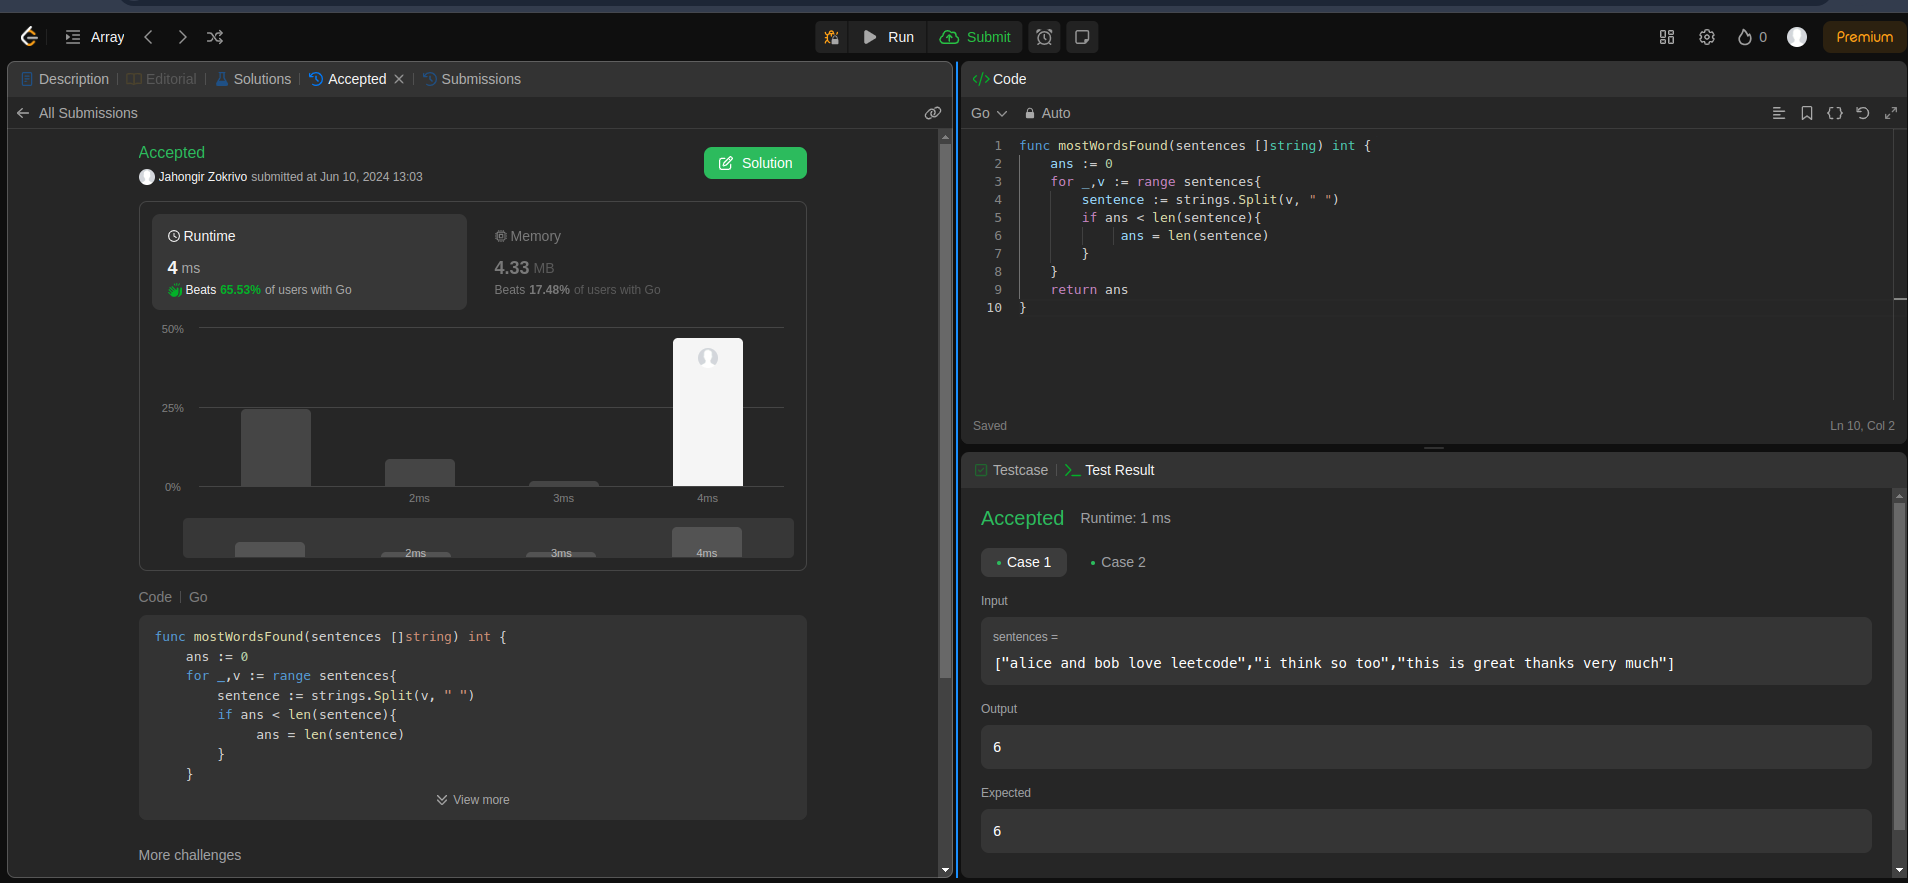 Array
Run
Submit
0
Premium
Description
Editorial
Solutions
Accepted
Submissions
All Submissions
Accepted
Jahongir Zokrivo submitted at Jun 10, 2024 13:03
Solution
Runtime
4 ms
Beats 65.53% of users with Go
Memory
4.33 MB
Beats 17.48% of users with Go
50%
25%
0%
2ms
3ms
4ms
2ms
3ms
4ms
Code | Go
func mostWordsFound(sentences []string) int {
    ans := 0
    for _,v := range sentences{
        sentence := strings.Split(v, " ")
        if ans < len(sentence){
             ans = len(sentence)
        }
    }
View more
More challenges
</> Code
Go
Auto
1 func mostWordsFound(sentences []string) int {
2     ans := 0
3     for _,v := range sentences{
4         sentence := strings.Split(v, " ")
5         if ans < len(sentence){
6              ans = len(sentence)
7         }
8     }
9     return ans
10 }
Saved
Ln 10, Col 2
Testcase
>_ Test Result
Accepted
Runtime: 1 ms
• Case 1
• Case 2
Input
sentences =
["alice and bob love leetcode","i think so too","this is great thanks very much"]
Output
6
Expected
6